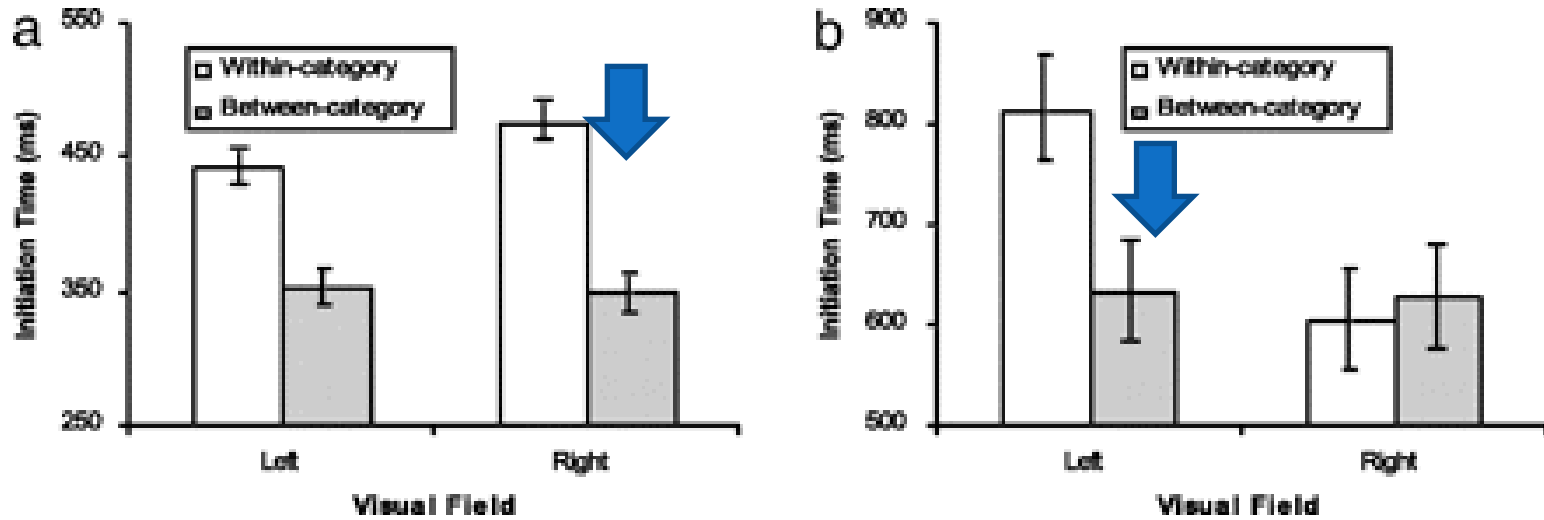 a
550
450
350
250
Initiation Time (ms)
Within-category
Between-category
Left
Right
Visual Field
b
900
800
700
600
500
Initiation Time (ms)
Within-category
Between-category
Left
Right
Visual Field